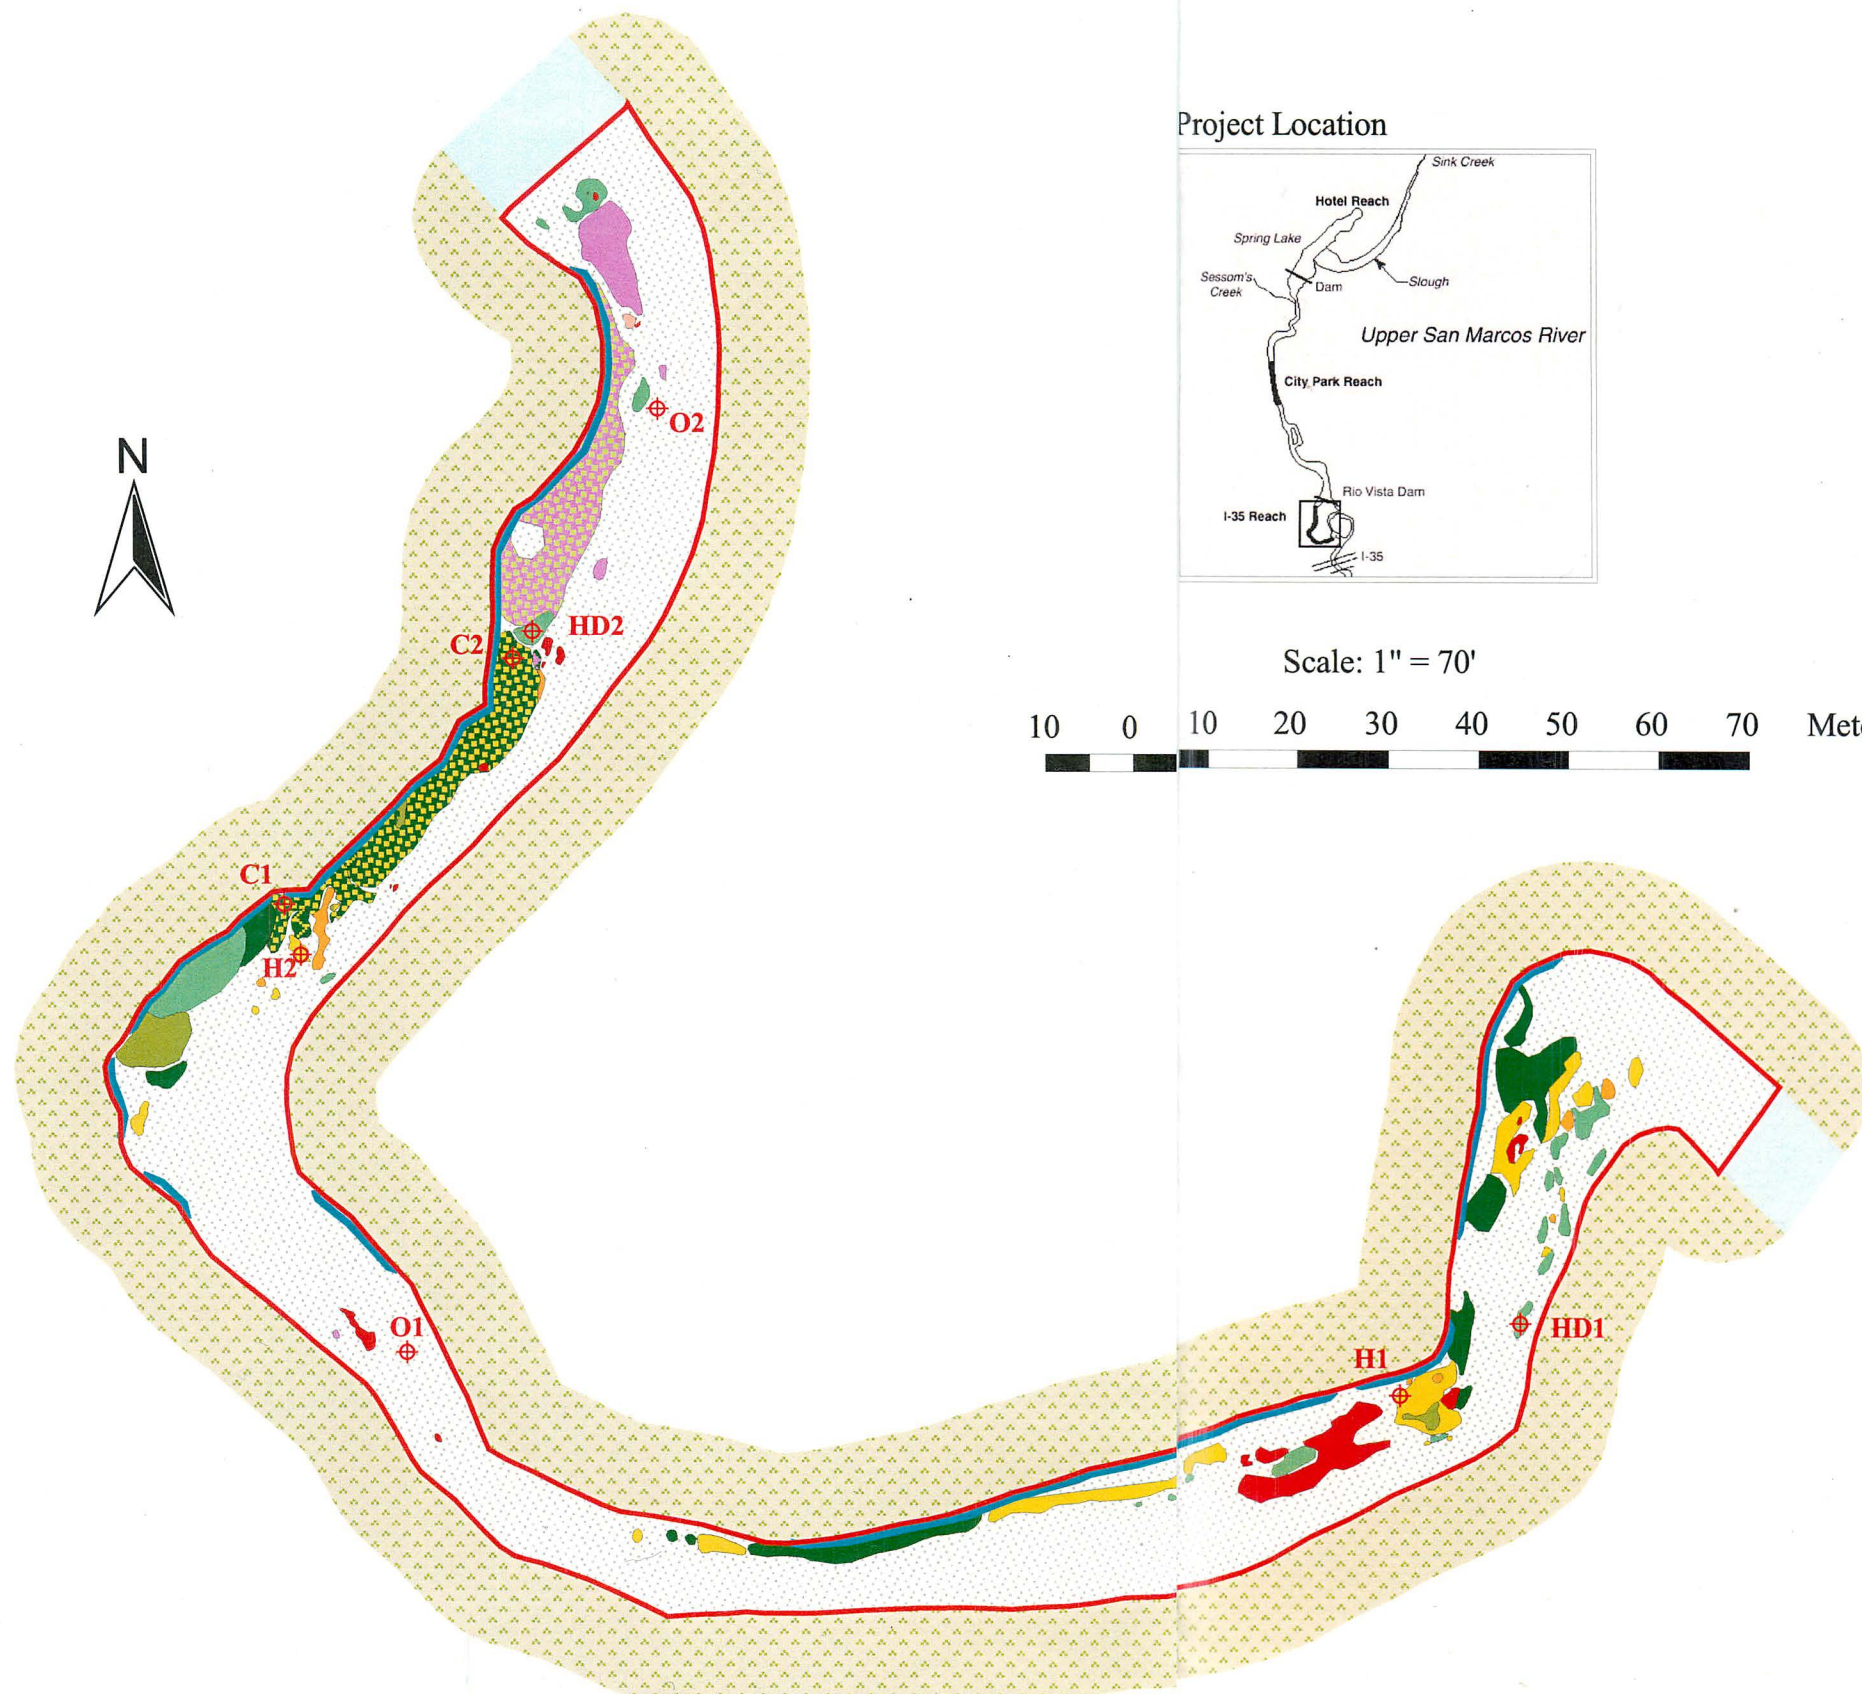 Project Location
Sink Creek
Hotel Reach
Spring Lake
Sessom's
Creek
Dam
Slough
Upper San Marcos River
City Park Reach
Rio Vista Dam
I-35 Reach
I-35
N
O2
HD2
C2
Scale: 1" = 70'
10 0 10 20 30 40 50 60 70 Mete
C1
H2
O1
HD1
H1